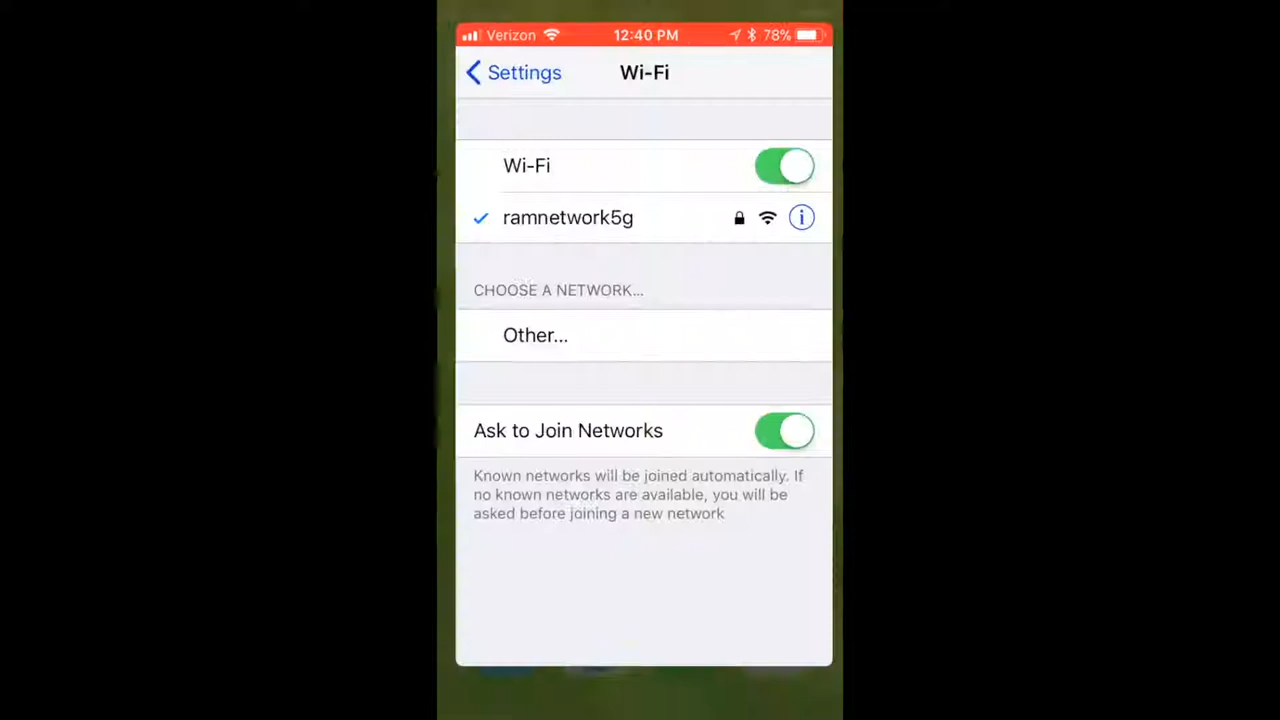 Verizon 12:40 PM 78%
Settings Wi-Fi
Wi-Fi
ramnetwork5g
CHOOSE A NETWORK...
Other...
Ask to Join Networks
Known networks will be joined automatically. If
no known networks are available, you will be
asked before joining a new network